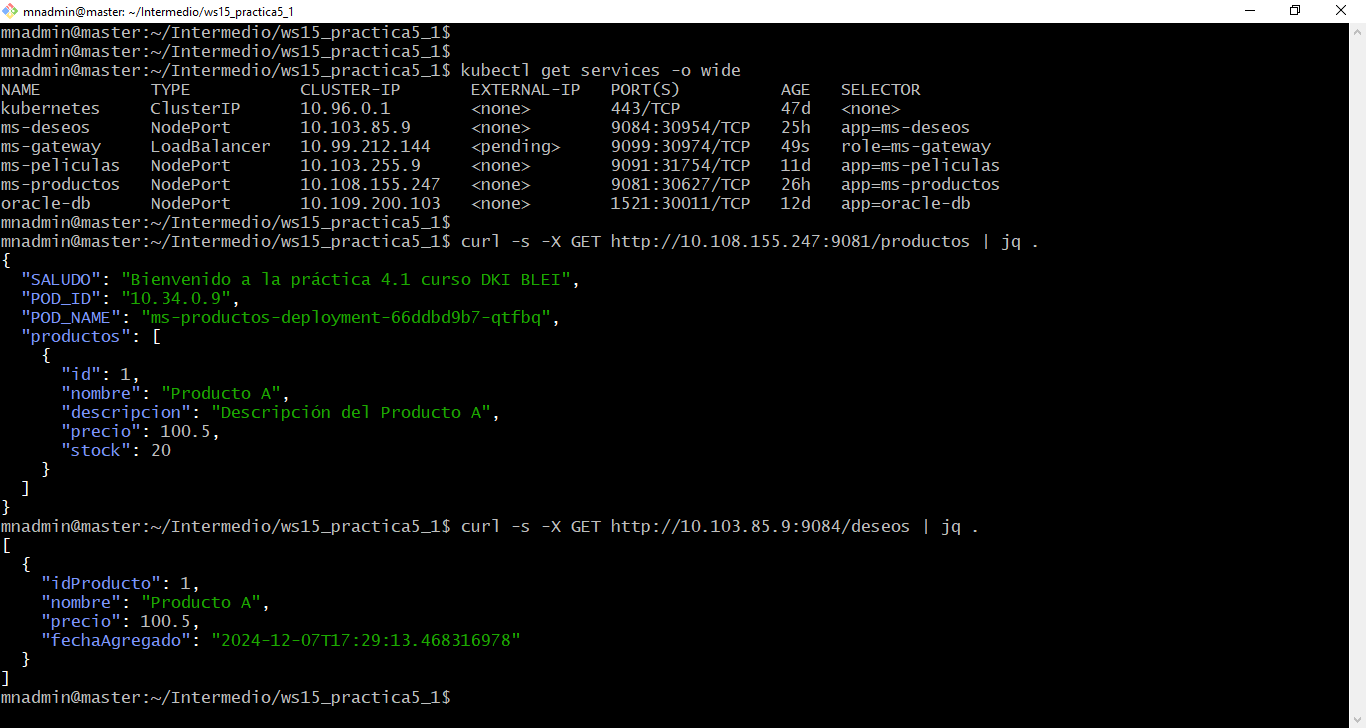 mnadmin@master: ~/Intermedio/ws15_practica5_1
mnadmin@master:~/Intermedio/ws15_practica5_1$
mnadmin@master:~/Intermedio/ws15_practica5_1$
mnadmin@master:~/Intermedio/ws15_practica5_1$ kubectl get services -o wide
NAME           TYPE           CLUSTER-IP       EXTERNAL-IP   PORT(S)          AGE   SELECTOR
kubernetes     ClusterIP      10.96.0.1        <none>        443/TCP          47d   <none>
ms-deseos      NodePort       10.103.85.9      <none>        9084:30954/TCP   25h   app=ms-deseos
ms-gateway     LoadBalancer   10.99.212.144    <pending>     9099:30974/TCP   49s   role=ms-gateway
ms-peliculas   NodePort       10.103.255.9     <none>        9091:31754/TCP   11d   app=ms-peliculas
ms-productos   NodePort       10.108.155.247   <none>        9081:30627/TCP   26h   app=ms-productos
oracle-db      NodePort       10.109.200.103   <none>        1521:30011/TCP   12d   app=oracle-db
mnadmin@master:~/Intermedio/ws15_practica5_1$
mnadmin@master:~/Intermedio/ws15_practica5_1$ curl -s -X GET http://10.108.155.247:9081/productos | jq .
{
  "SALUDO": "Bienvenido a la práctica 4.1 curso DKI BLEI",
  "POD_ID": "10.34.0.9",
  "POD_NAME": "ms-productos-deployment-66ddbd9b7-qtfbq",
  "productos": [
    {
      "id": 1,
      "nombre": "Producto A",
      "descripcion": "Descripción del Producto A",
      "precio": 100.5,
      "stock": 20
    }
  ]
}
mnadmin@master:~/Intermedio/ws15_practica5_1$ curl -s -X GET http://10.103.85.9:9084/deseos | jq .
[
  {
    "idProducto": 1,
    "nombre": "Producto A",
    "precio": 100.5,
    "fechaAgregado": "2024-12-07T17:29:13.468316978"
  }
]
mnadmin@master:~/Intermedio/ws15_practica5_1$